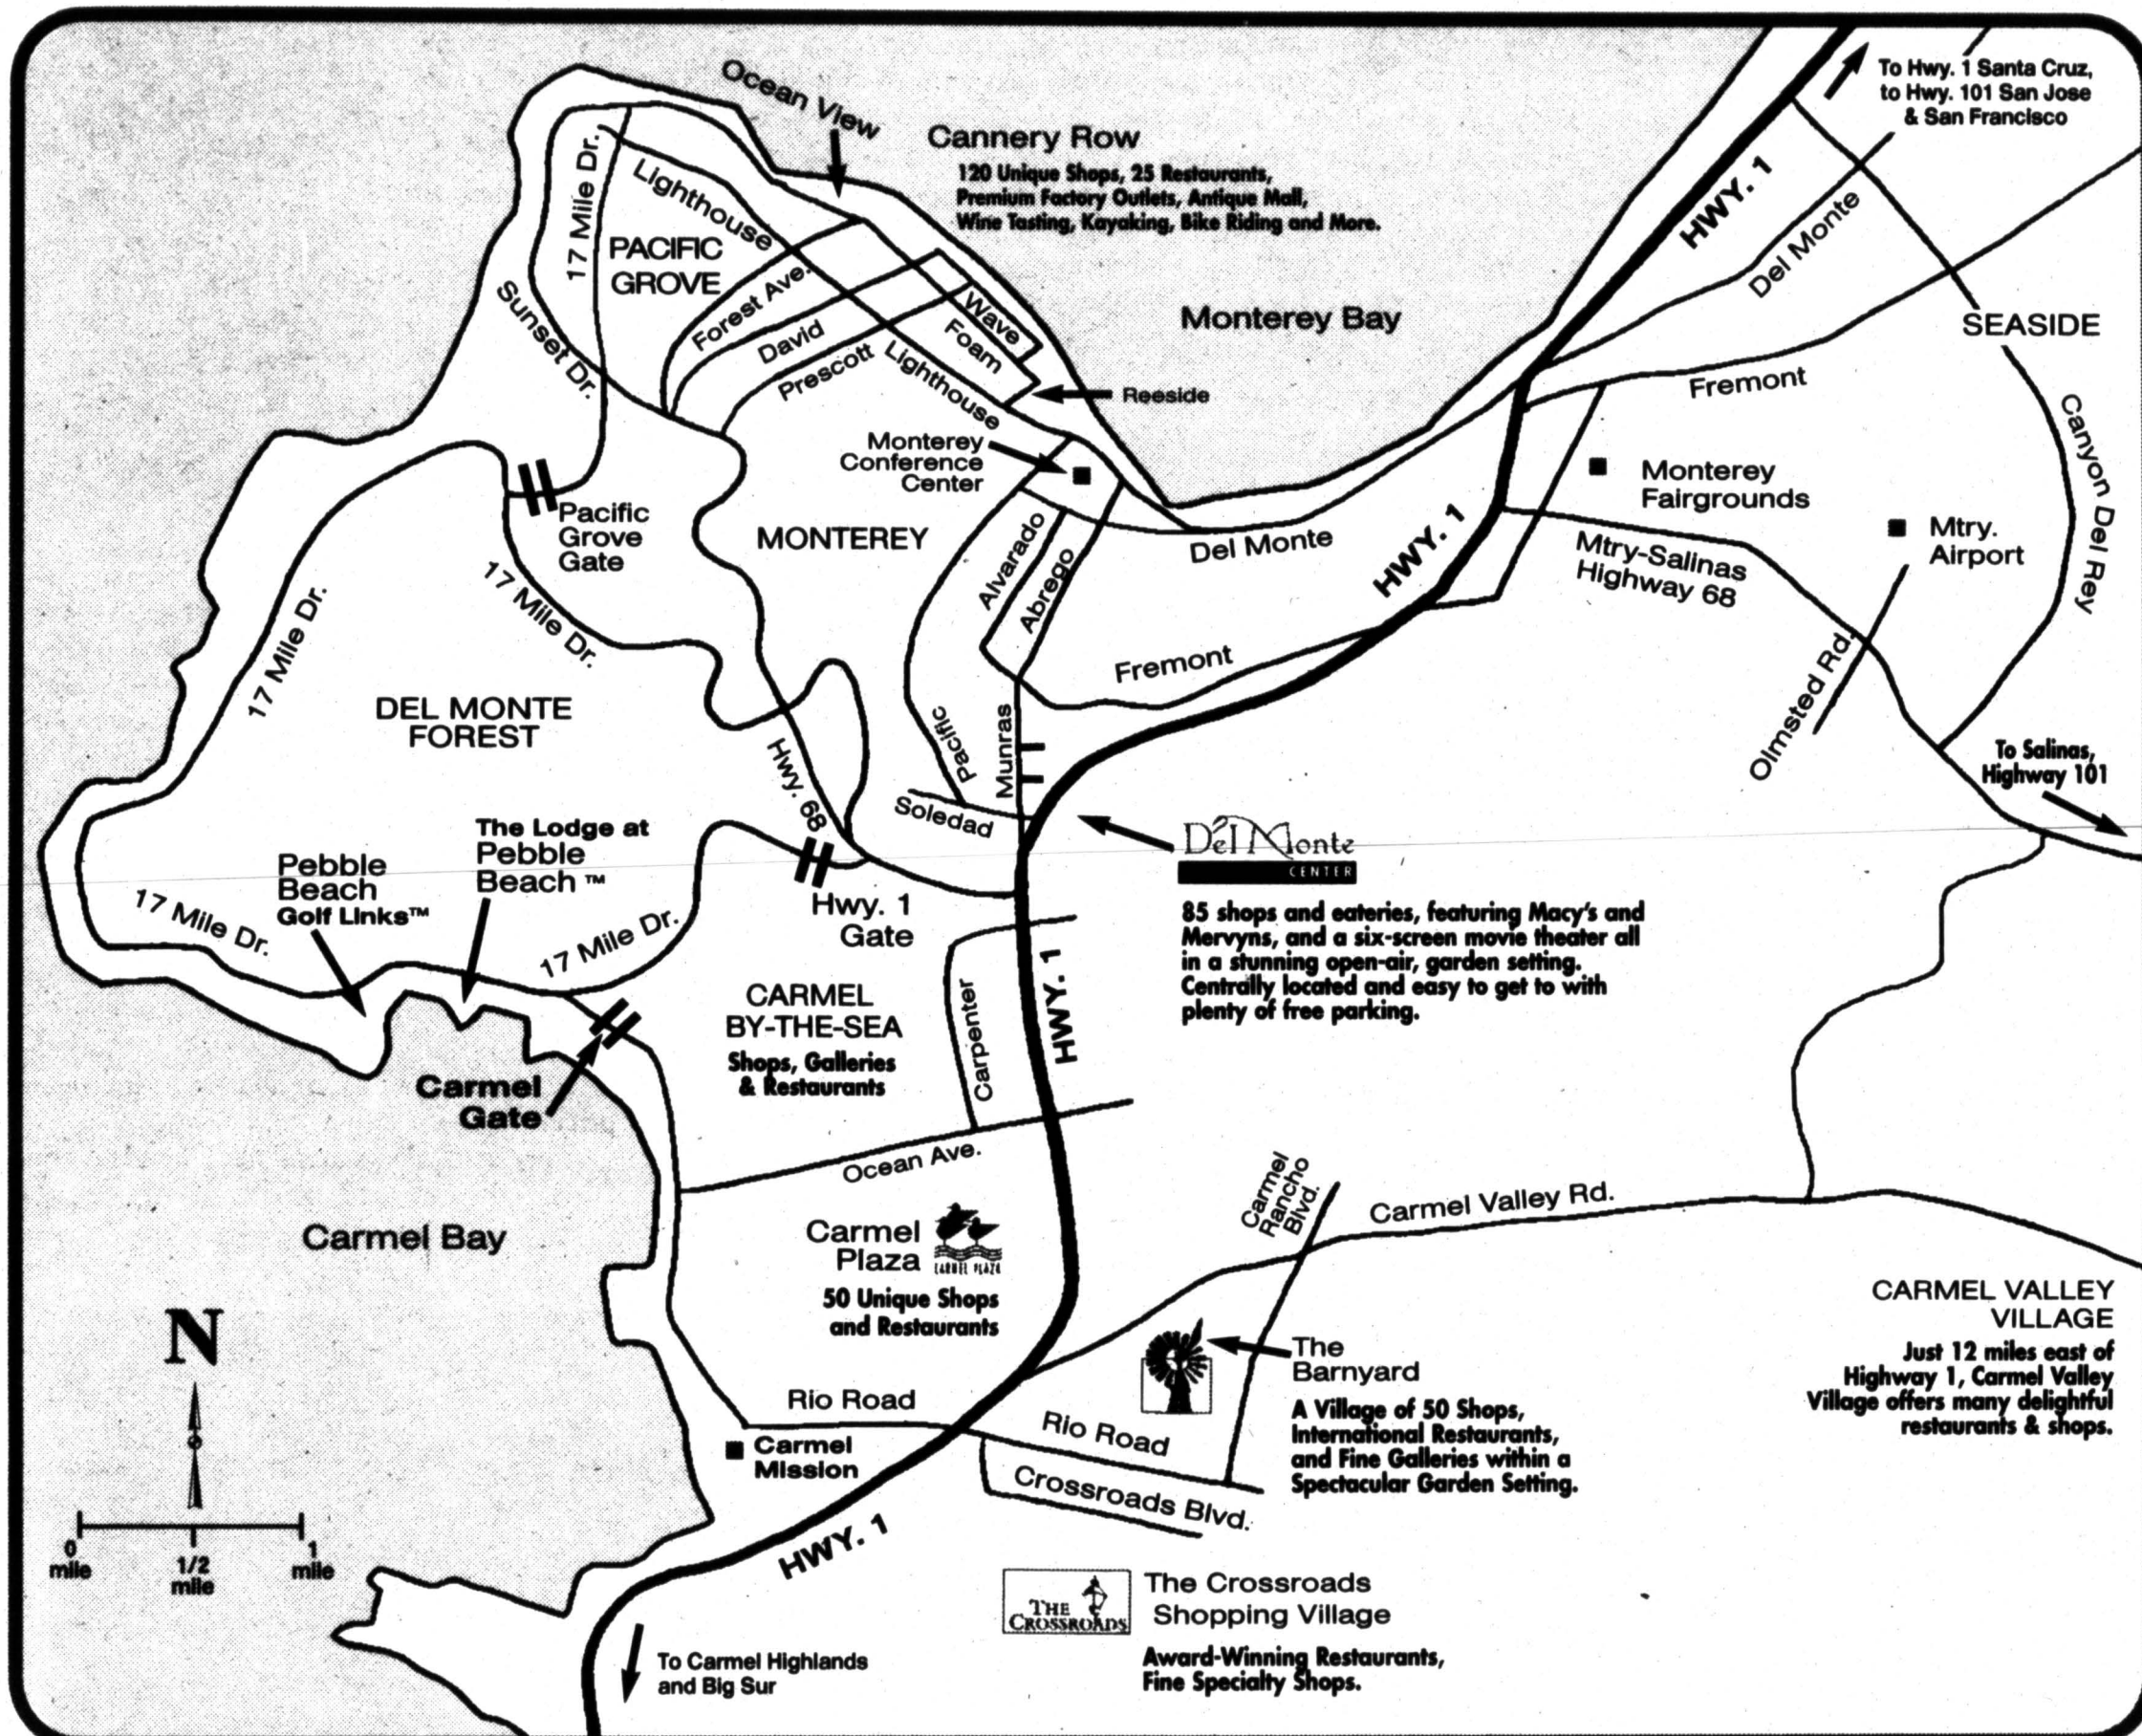 Ocean View
Cannery Row
120 Unique Shops, 25 Restaurants,
Premium Factory Outlets, Antique Mall,
Wine Tasting, Kayaking, Bike Riding and More.
To Hwy. 1 Santa Cruz,
to Hwy. 101 San Jose
& San Francisco
HWY. 1
Del Monte
17 Mile Dr.
Lighthouse
PACIFIC
GROVE
Sunset Dr.
Forest Ave.
David
Prescott
Lighthouse
Wave
Foam
Reeside
Monterey Bay
SEASIDE
Fremont
Canyon Del Rey
Monterey
Conference
Center
Monterey
Fairgrounds
Mtry.
Airport
Pacific
Grove
Gate
MONTEREY
Alvarado
Abrego
Del Monte
HWY. 1
Mtry-Salinas
Highway 68
17 Mile Dr.
17 Mile Dr.
Fremont
Olmsted Rd.
DEL MONTE
FOREST
Hwy. 68
Pacific
Munras
Soledad
To Salinas,
Highway 101
Del Monte
CENTER
85 shops and eateries, featuring Macy's and
Mervyns, and a six-screen movie theater all
in a stunning open-air, garden setting.
Centrally located and easy to get to with
plenty of free parking.
The Lodge at
Pebble
Beach ™
Pebble
Beach
Golf Links™
17 Mile Dr.
17 Mile Dr.
Hwy. 1
Gate
CARMEL
BY-THE-SEA
Shops, Galleries
& Restaurants
Carpenter
HWY. 1
Carmel
Gate
Ocean Ave.
Carmel Bay
Carmel
Plaza
CARMEL PLAZA
50 Unique Shops
and Restaurants
Carmel
Rancho
Blvd.
Carmel Valley Rd.
CARMEL VALLEY
VILLAGE
Just 12 miles east of
Highway 1, Carmel Valley
Village offers many delightful
restaurants & shops.
The
Barnyard
A Village of 50 Shops,
International Restaurants,
and Fine Galleries within a
Spectacular Garden Setting.
N
Rio Road
Rio Road
Carmel
Mission
Crossroads Blvd.
0
mile
1/2
mile
1
mile
HWY. 1
THE
CROSSROADS
The Crossroads
Shopping Village
Award-Winning Restaurants,
Fine Specialty Shops.
To Carmel Highlands
and Big Sur